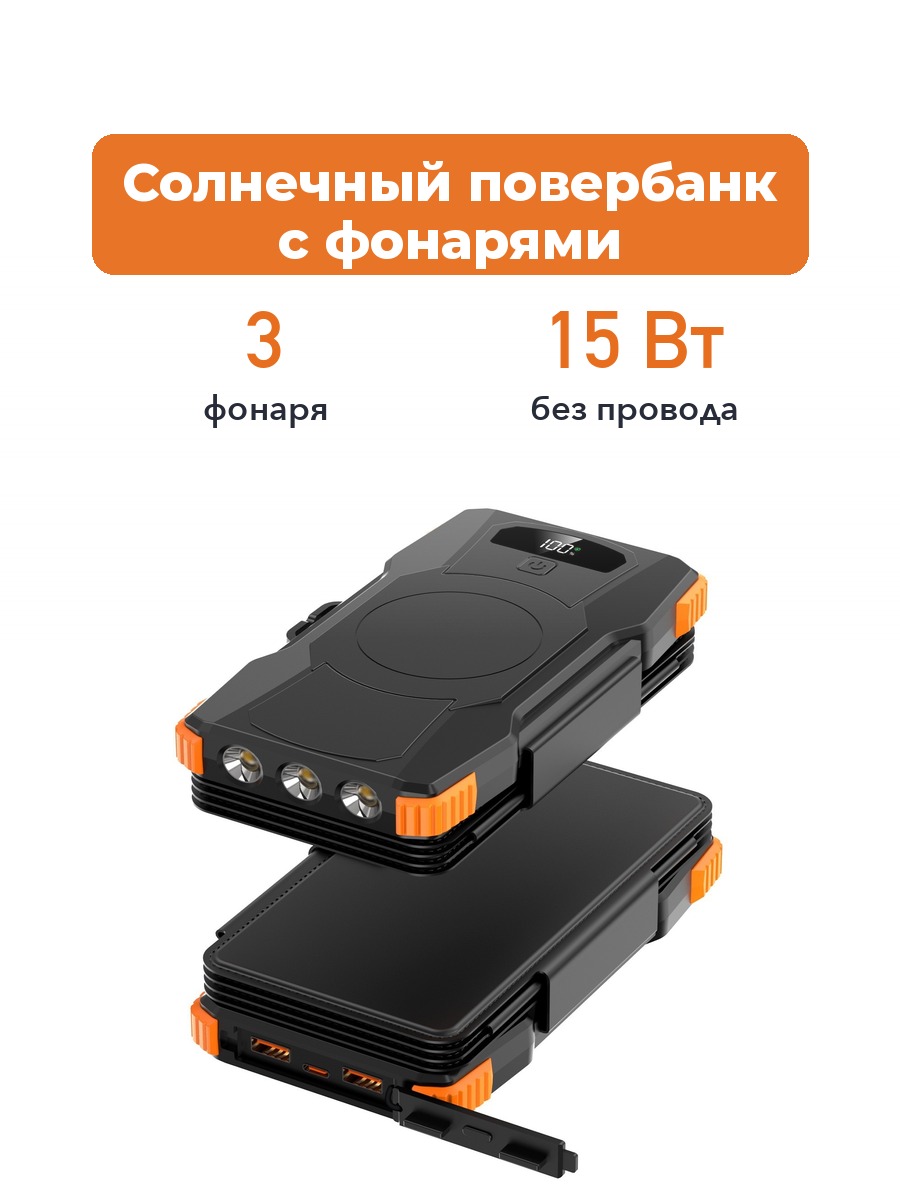 Солнечный повербанк
с фонарями
3
15 Вт
фонаря
без провода
100%